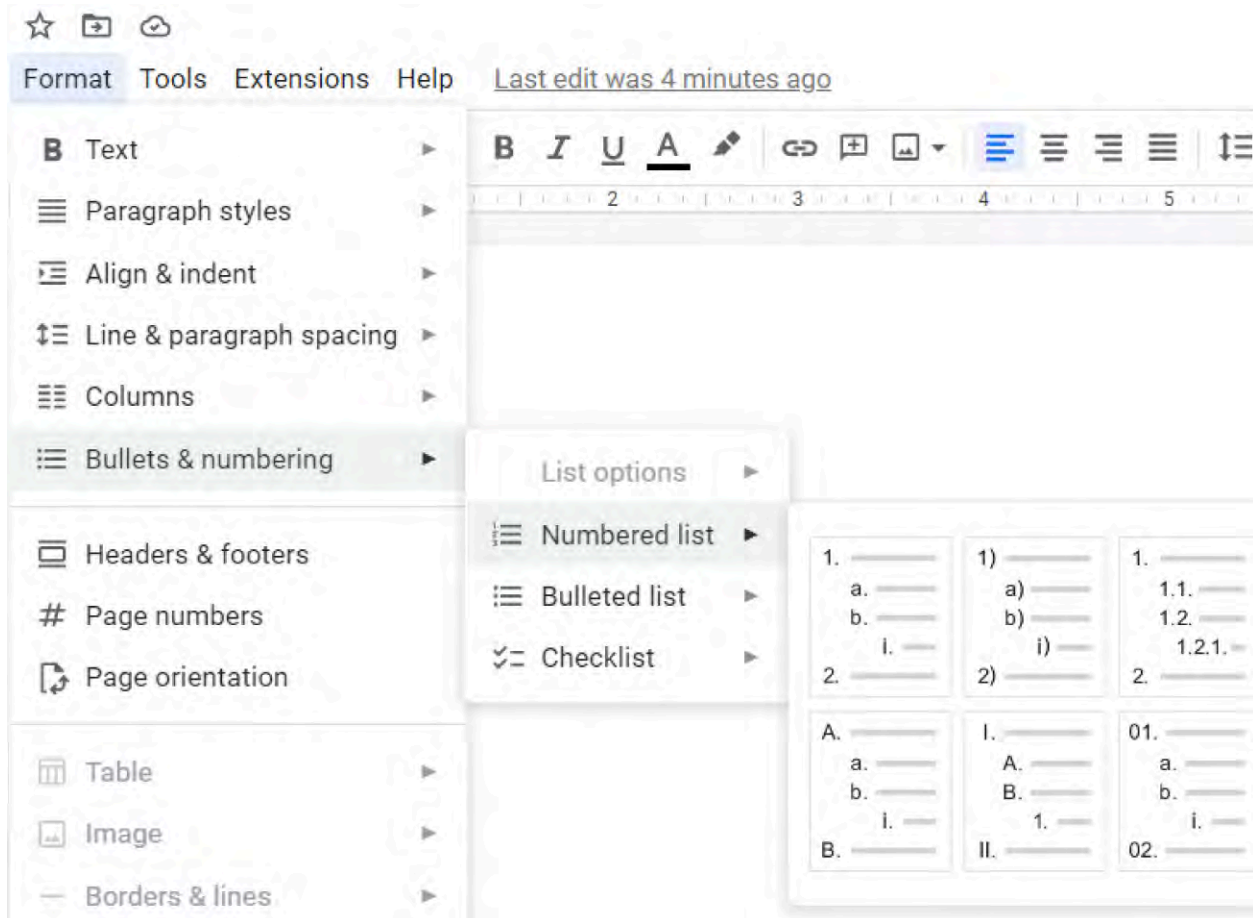 Format Tools Extensions Help Last edit was 4 minutes ago
B Text
B I U A
Paragraph styles
2 3 4 5
Align & indent
Line & paragraph spacing
Columns
Bullets & numbering
List options
Numbered list
Bulleted list
Checklist
Headers & footers
# Page numbers
Page orientation
Table
Image
Borders & lines
1.
a.
b.
i.
2.
1)
a)
b)
i)
2)
1.
1.1.
1.2.
1.2.1.
2.
A.
a.
b.
i.
B.
I.
A.
B.
1.
II.
01.
a.
b.
i.
02.